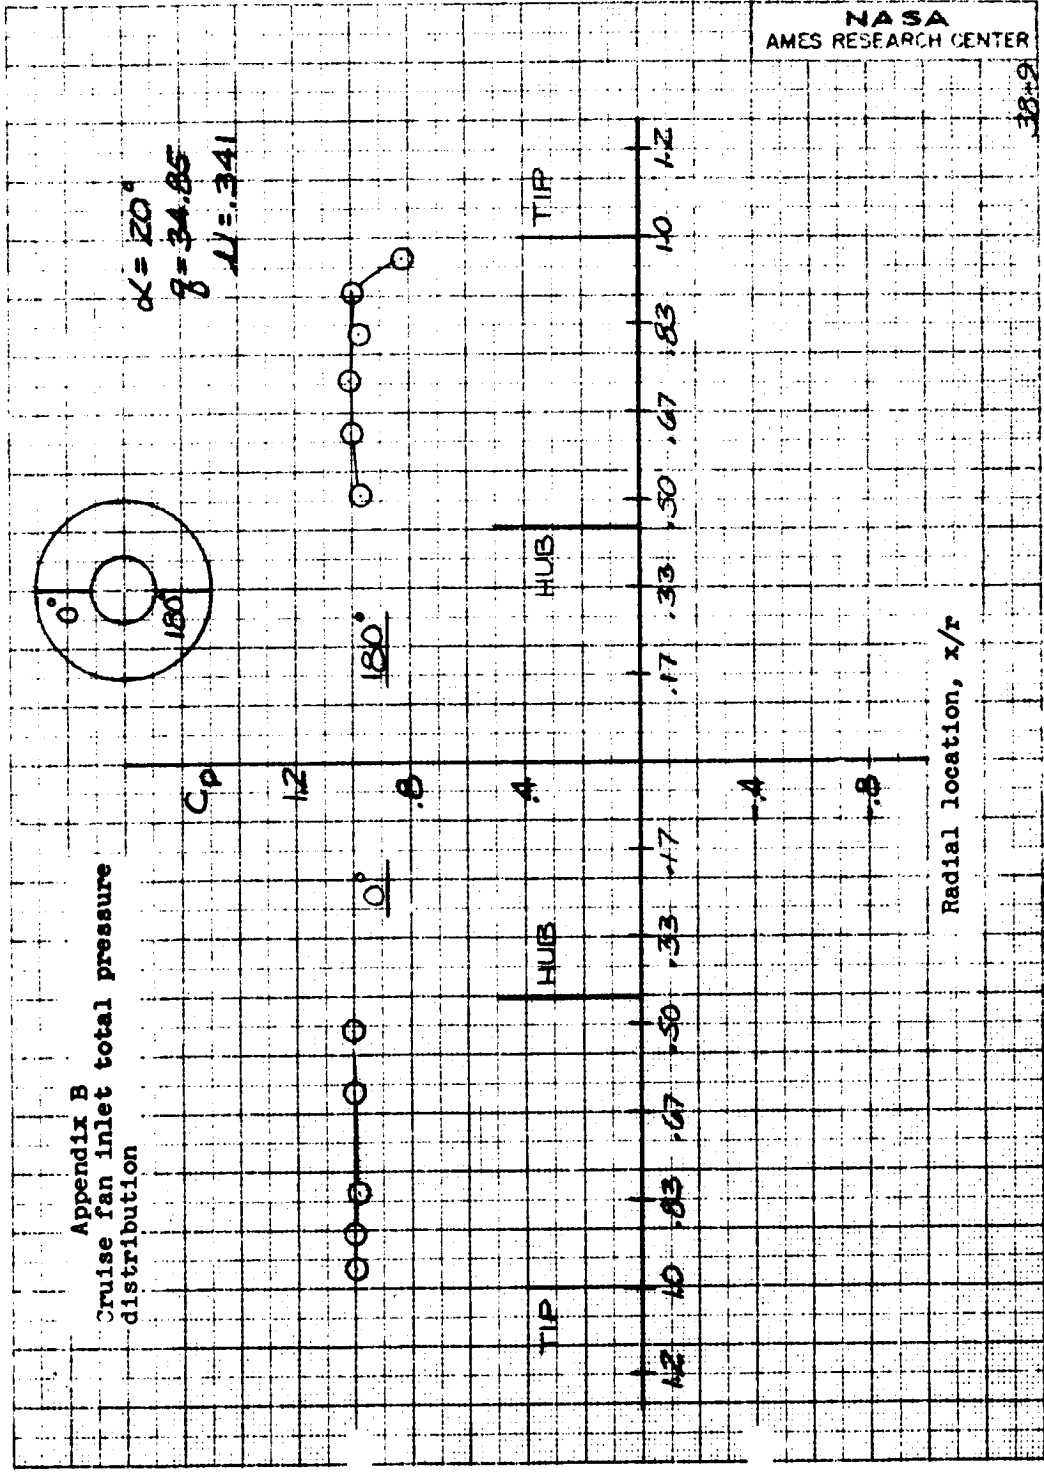 NASA
AMES RESEARCH CENTER
38+9
Appendix B
Cruise fan inlet total pressure
distribution
α = 20°
q = 34.85
μ = .341
0°
180°
Cp
0°
180°
1.2
.8
.4
-.4
-.8
TIP
HUB
HUB
TIP
1.2
1.0
.83
.67
.50
.33
.17
.17
.33
.50
.67
.83
1.0
1.2
Radial location, x/r